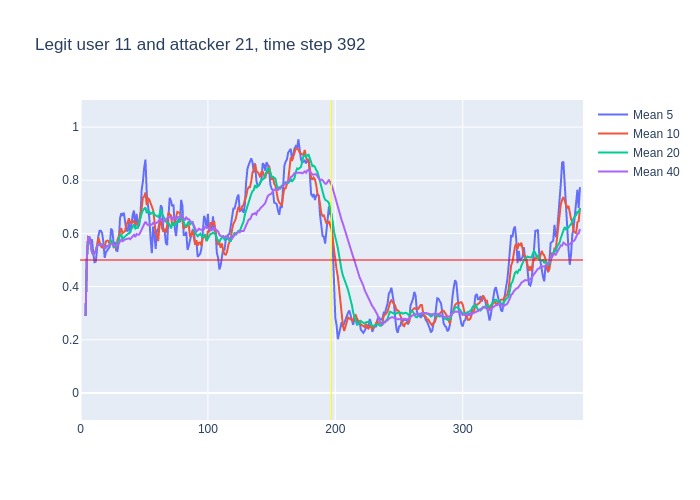 Legit user 11 and attacker 21, time step 392
Mean 5
Mean 10
Mean 20
Mean 40
1
0.8
0.6
0.4
0.2
0
0 100 200 300